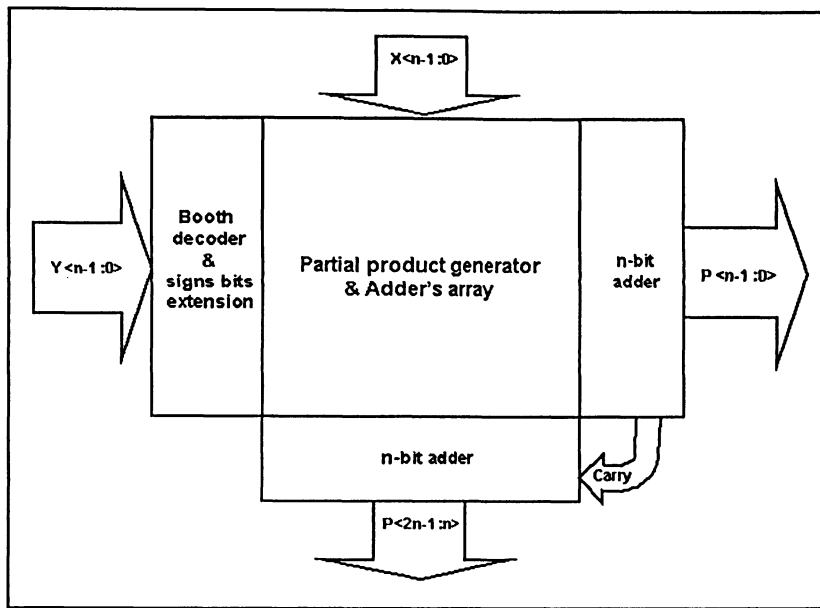 X<n-1:0>
Y<n-1:0>
Booth
decoder
&
signs bits
extension
Partial product generator
& Adder's array
n-bit
adder
P<n-1:0>
n-bit adder
Carry
P<2n-1:n>